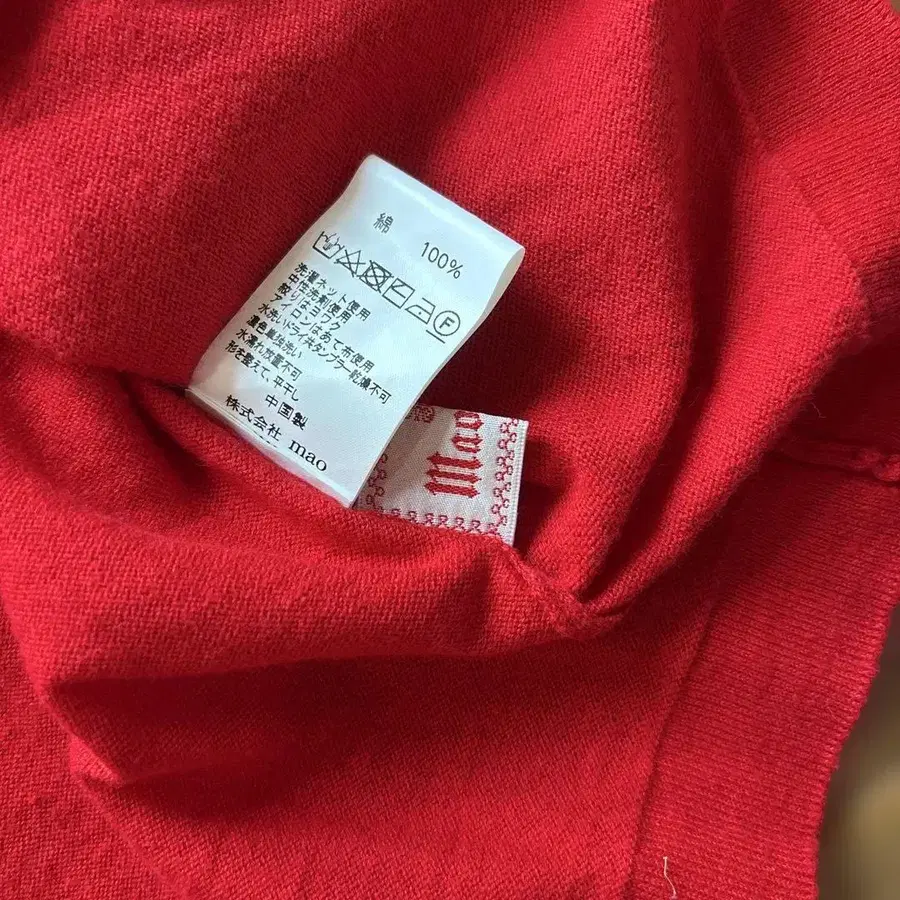 綿 100%
F
洗濯ネット使用
中性洗剤使用
絞りはヨワク
アイロンはあて布使用
水洗い・ドライ共タンブラー乾燥不可
濃色単独洗い
水濡れ放置不可
形を整えて、平干し
中国製
株式会社 mao
Mao